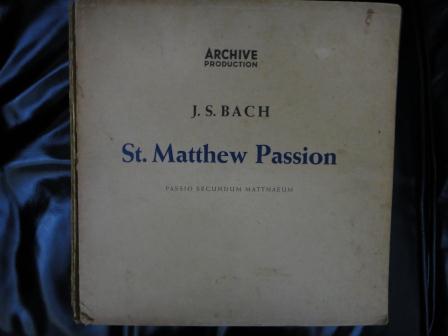 ARCHIVE
PRODUCTION
J. S. BACH
St. Matthew Passion
PASSIO SECUNDUM MATTHAEUM